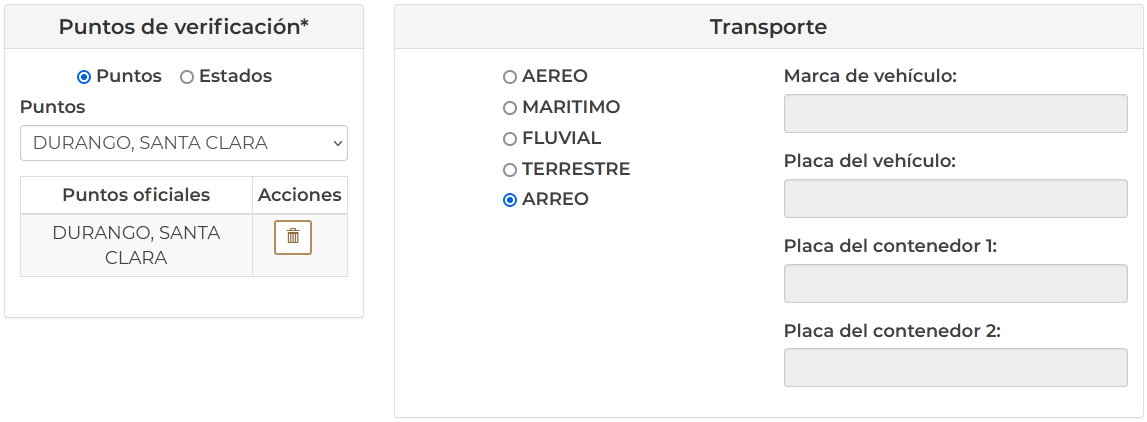 Puntos de verificación*
Puntos Estados
Puntos
DURANGO, SANTA CLARA
Puntos oficiales Acciones
DURANGO, SANTA
CLARA
Transporte
AEREO
MARITIMO
FLUVIAL
TERRESTRE
ARREO
Marca de vehículo:
Placa del vehículo:
Placa del contenedor 1:
Placa del contenedor 2: